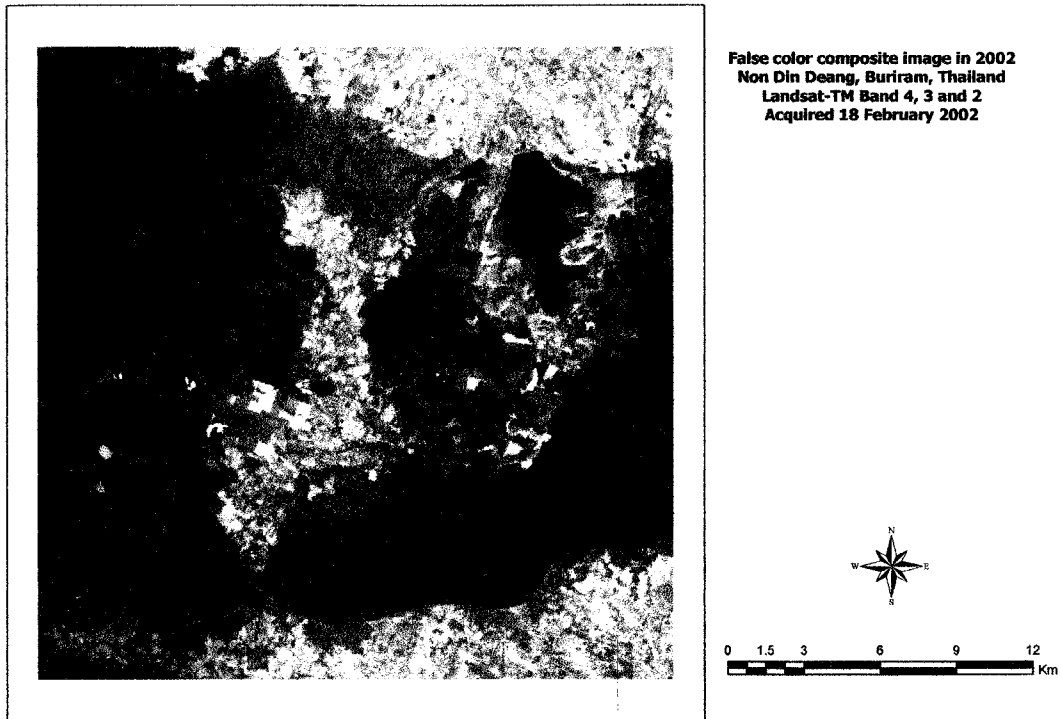 False color composite image in 2002
Non Din Deang, Buriram, Thailand
Landsat-TM Band 4, 3 and 2
Acquired 18 February 2002
N
W E
S
0 1.5 3 6 9 12
Km